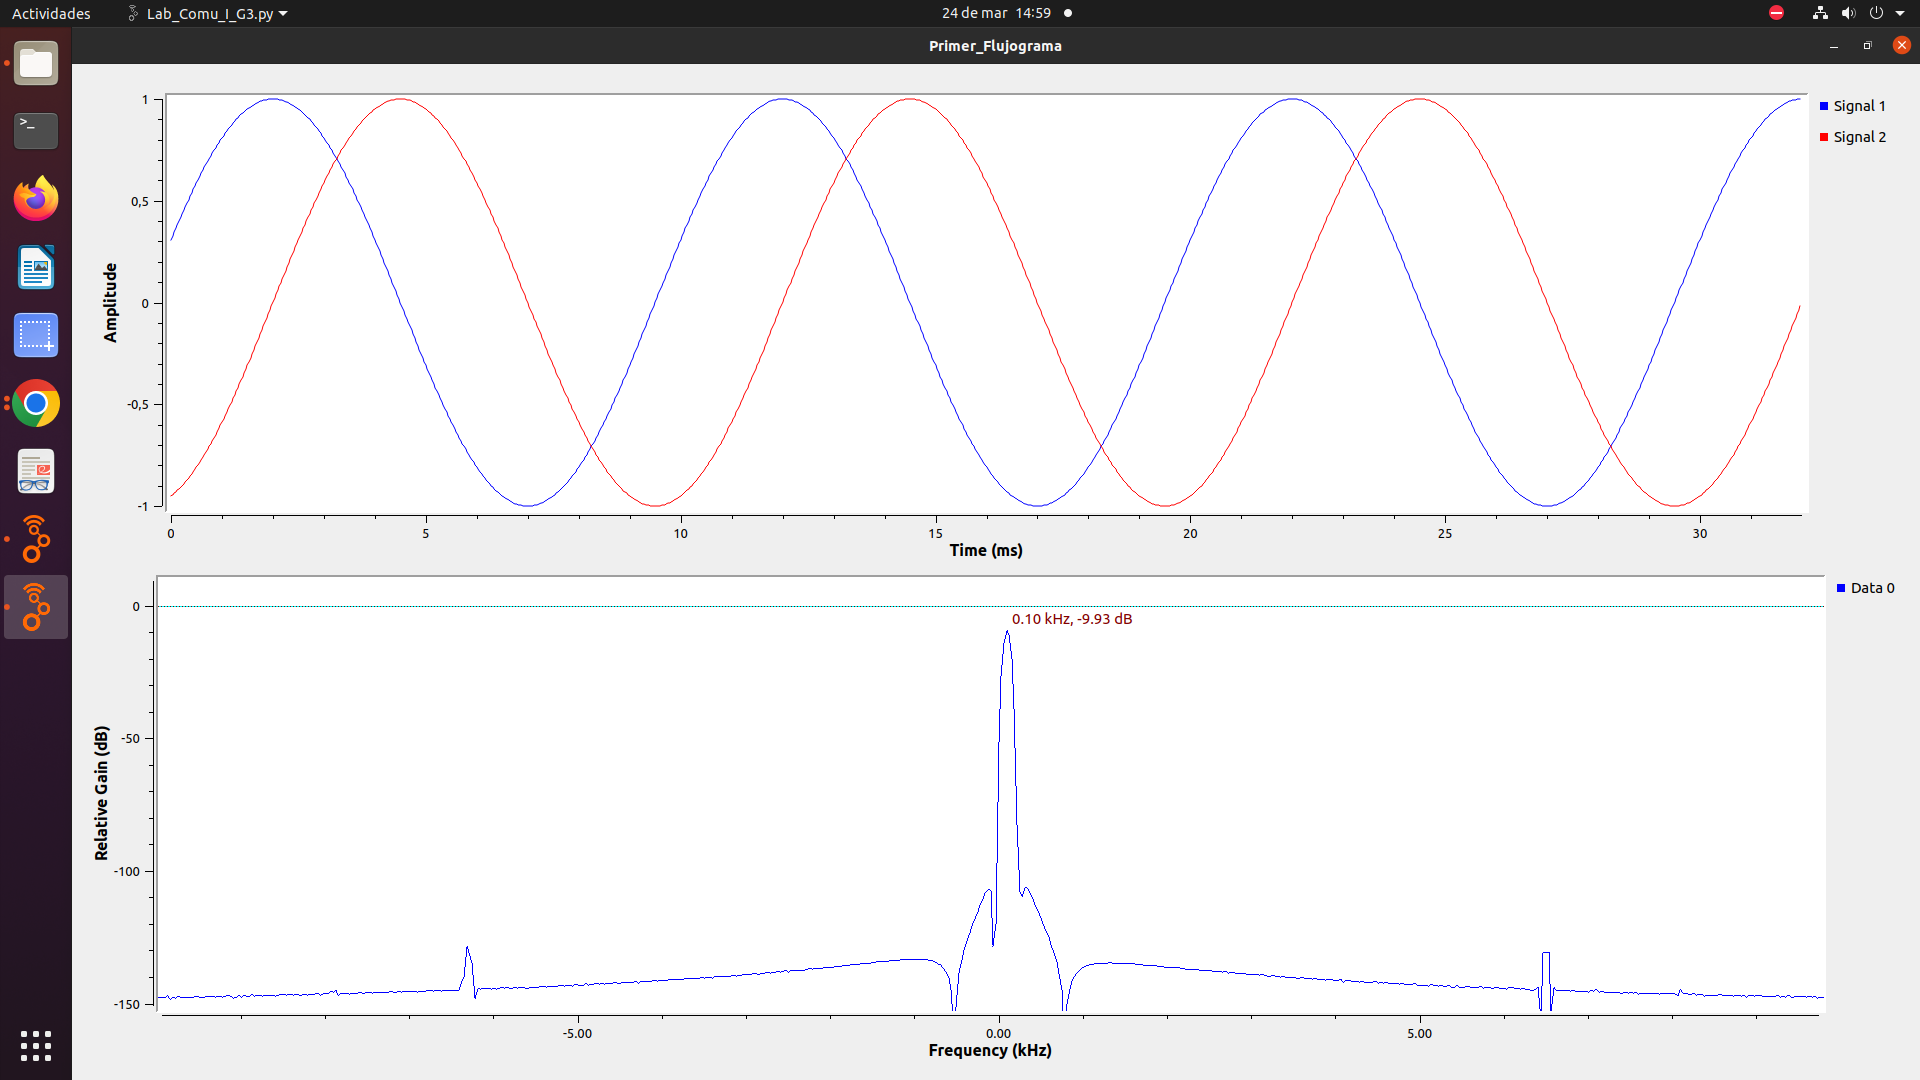 Actividades
Lab_Comu_I_G3.py
24 de mar 14:59
Primer_Flujograma
1
0,5
0
-0,5
-1
Amplitude
0
5
10
15
20
25
30
Time (ms)
Signal 1
Signal 2
0
-50
-100
-150
Relative Gain (dB)
0.10 kHz, -9.93 dB
-5.00
0.00
5.00
Frequency (kHz)
Data 0
>_